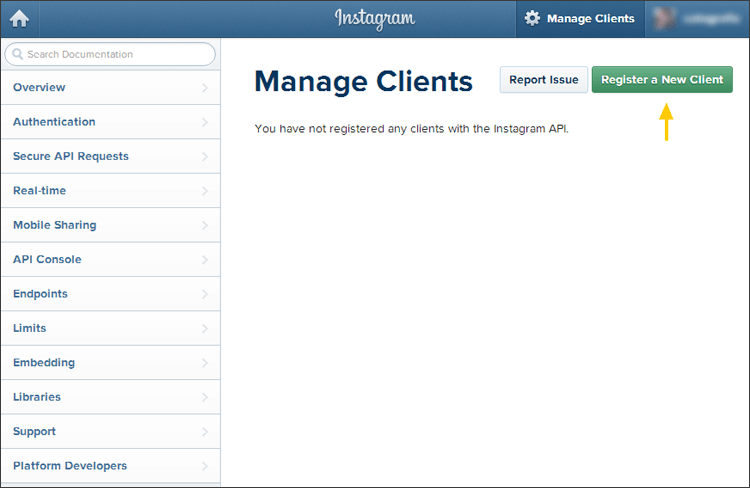 Instagram
Manage Clients
Search Documentation
Overview
Authentication
Secure API Requests
Real-time
Mobile Sharing
API Console
Endpoints
Limits
Embedding
Libraries
Support
Platform Developers
Manage Clients
Report Issue
Register a New Client
You have not registered any clients with the Instagram API.